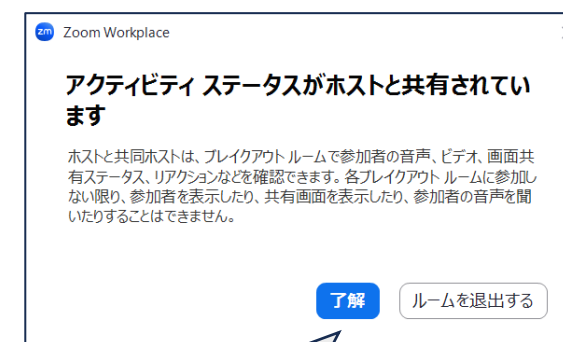 zm Zoom Workplace
アクティビティ ステータスがホストと共有されてい
ます
ホストと共同ホストは、ブレイクアウト ルームで参加者の音声、ビデオ、画面共
有ステータス、リアクションなどを確認できます。各ブレイクアウト ルームに参加し
ない限り、参加者を表示したり、共有画面を表示したり、参加者の音声を聞
いたりすることはできません。
了解 ルームを退出する